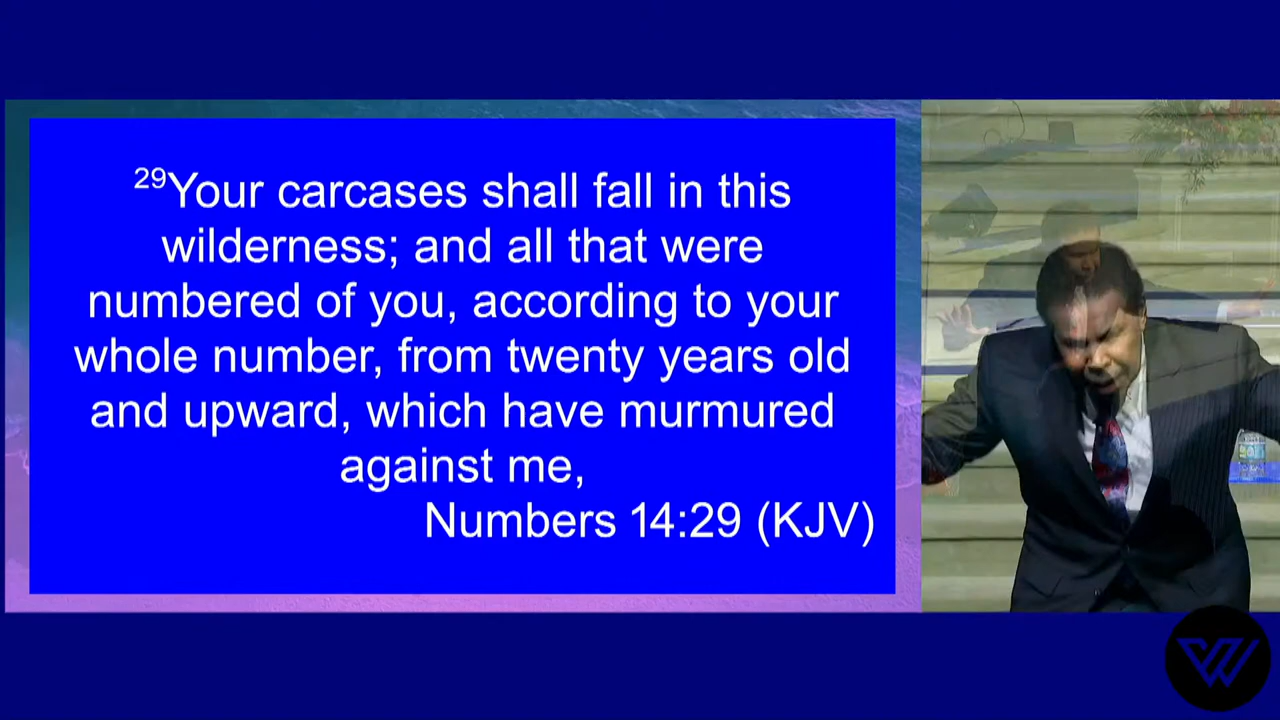 29Your carcases shall fall in this
wilderness; and all that were
numbered of you, according to your
whole number, from twenty years old
and upward, which have murmured
against me,
Numbers 14:29 (KJV)